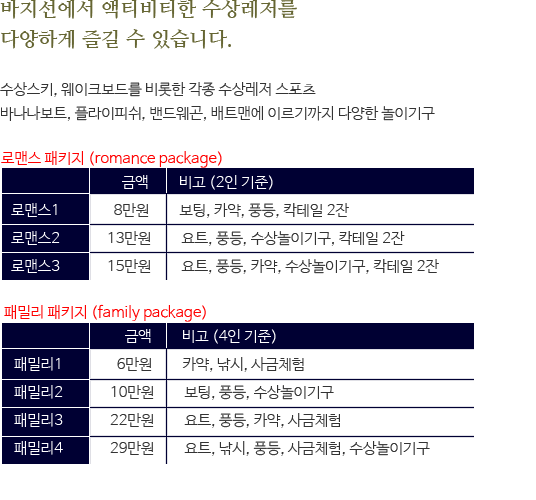 바지선에서 액티비티한 수상레저를
다양하게 즐길 수 있습니다.
수상스키, 웨이크보드를 비롯한 각종 수상레저 스포츠
바나나보트, 플라이피쉬, 밴드웨곤, 배트맨에 이르기까지 다양한 놀이기구
로맨스 패키지 (romance package)
금액 비고 (2인 기준)
로맨스1 8만원 보팅, 카약, 풍등, 칵테일 2잔
로맨스2 13만원 요트, 풍등, 수상놀이기구, 칵테일 2잔
로맨스3 15만원 요트, 풍등, 카약, 수상놀이기구, 칵테일 2잔
패밀리 패키지 (family package)
금액 비고 (4인 기준)
패밀리1 6만원 카약, 낚시, 사금체험
패밀리2 10만원 보팅, 풍등, 수상놀이기구
패밀리3 22만원 요트, 풍등, 카약, 사금체험
패밀리4 29만원 요트, 낚시, 풍등, 사금체험, 수상놀이기구